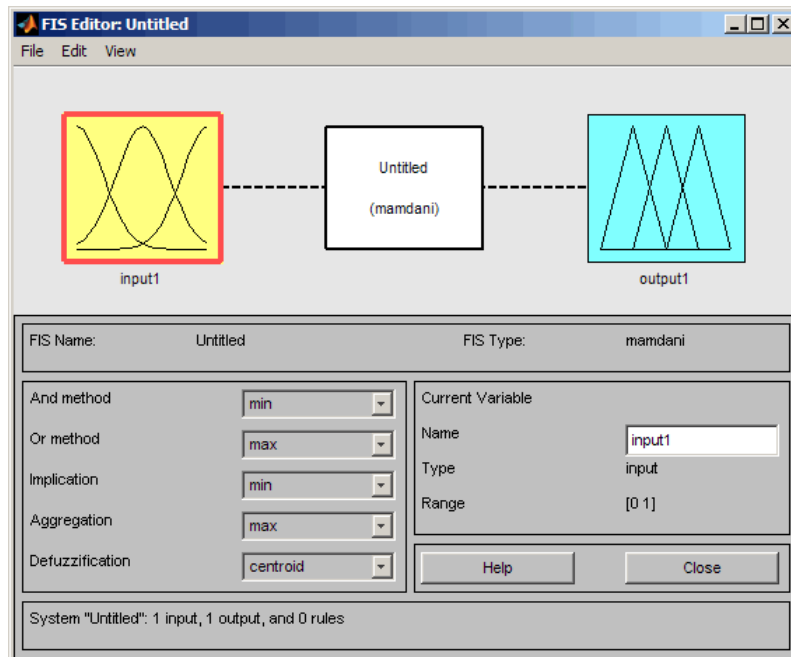 FIS Editor: Untitled
File Edit View
Untitled
(mamdani)
input1
output1
FIS Name: Untitled FIS Type: mamdani
And method min
Or method max
Implication min
Aggregation max
Defuzzification centroid
Current Variable
Name input1
Type input
Range [0 1]
Help Close
System "Untitled": 1 input, 1 output, and 0 rules